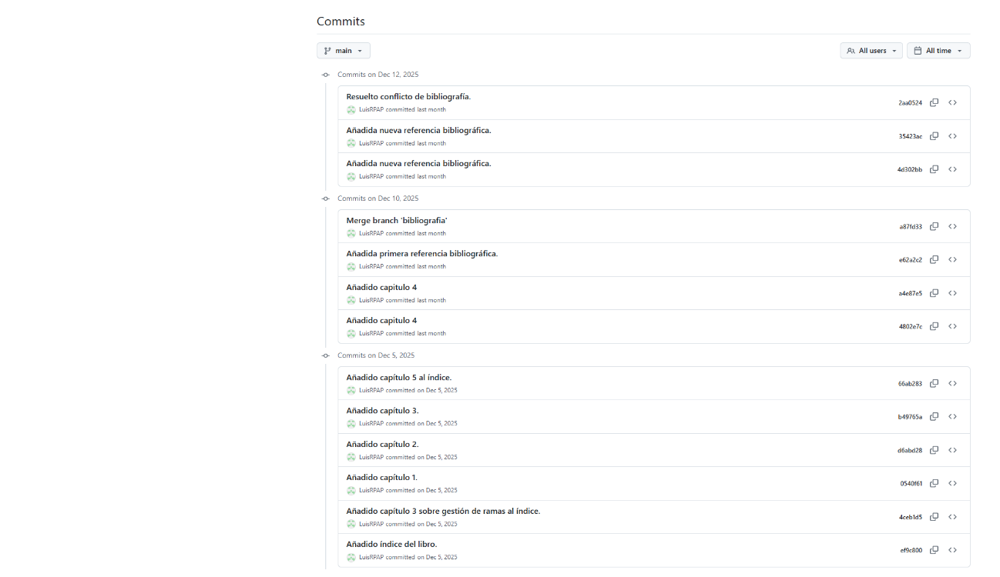 Commits
main
All users
All time
Commits on Dec 12, 2025
Resuelto conflicto de bibliografía.
LuisRPAP committed last month
2aa0524
Añadida nueva referencia bibliográfica.
LuisRPAP committed last month
35423ac
Añadida nueva referencia bibliográfica.
LuisRPAP committed last month
4d302bb
Commits on Dec 10, 2025
Merge branch 'bibliografia'
LuisRPAP committed last month
a87fd33
Añadida primera referencia bibliográfica.
LuisRPAP committed last month
e62a2c2
Añadido capitulo 4
LuisRPAP committed last month
a4e87e5
Añadido capitulo 4
LuisRPAP committed last month
4802e7c
Commits on Dec 5, 2025
Añadido capítulo 5 al índice.
LuisRPAP committed on Dec 5, 2025
66ab283
Añadido capítulo 3.
LuisRPAP committed on Dec 5, 2025
b49765a
Añadido capítulo 2.
LuisRPAP committed on Dec 5, 2025
d6abd28
Añadido capítulo 1.
LuisRPAP committed on Dec 5, 2025
0540f61
Añadido capítulo 3 sobre gestión de ramas al índice.
LuisRPAP committed on Dec 5, 2025
4ceb1d5
Añadido índice del libro.
LuisRPAP committed on Dec 5, 2025
ef9c800